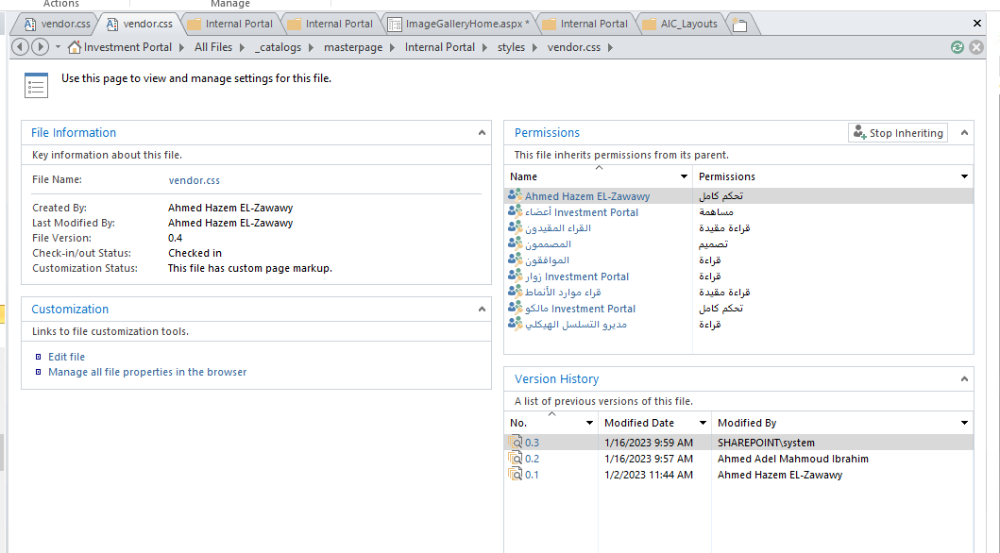 Actions Manage
vendor.css vendor.css Internal Portal Internal Portal ImageGalleryHome.aspx * Internal Portal AIC_Layouts
Investment Portal All Files _catalogs masterpage Internal Portal styles vendor.css
Use this page to view and manage settings for this file.
File Information
Key information about this file.
File Name: vendor.css
Created By: Ahmed Hazem EL-Zawawy
Last Modified By: Ahmed Hazem EL-Zawawy
File Version: 0.4
Check-in/out Status: Checked in
Customization Status: This file has custom page markup.
Customization
Links to file customization tools.
Edit file
Manage all file properties in the browser
Permissions Stop Inheriting
This file inherits permissions from its parent.
Name Permissions
Ahmed Hazem EL-Zawawy تحكم كامل
أعضاء Investment Portal مساهمة
القراء المقيدون قراءة مقيدة
المصممون تصميم
الموافقون قراءة
زوار Investment Portal قراءة
قراء موارد الأنماط قراءة مقيدة
مالكو Investment Portal تحكم كامل
مديرو التسلسل الهيكلي قراءة
Version History
A list of previous versions of this file.
No. Modified Date Modified By
0.3 1/16/2023 9:59 AM SHAREPOINT\system
0.2 1/16/2023 9:57 AM Ahmed Adel Mahmoud Ibrahim
0.1 1/2/2023 11:44 AM Ahmed Hazem EL-Zawawy